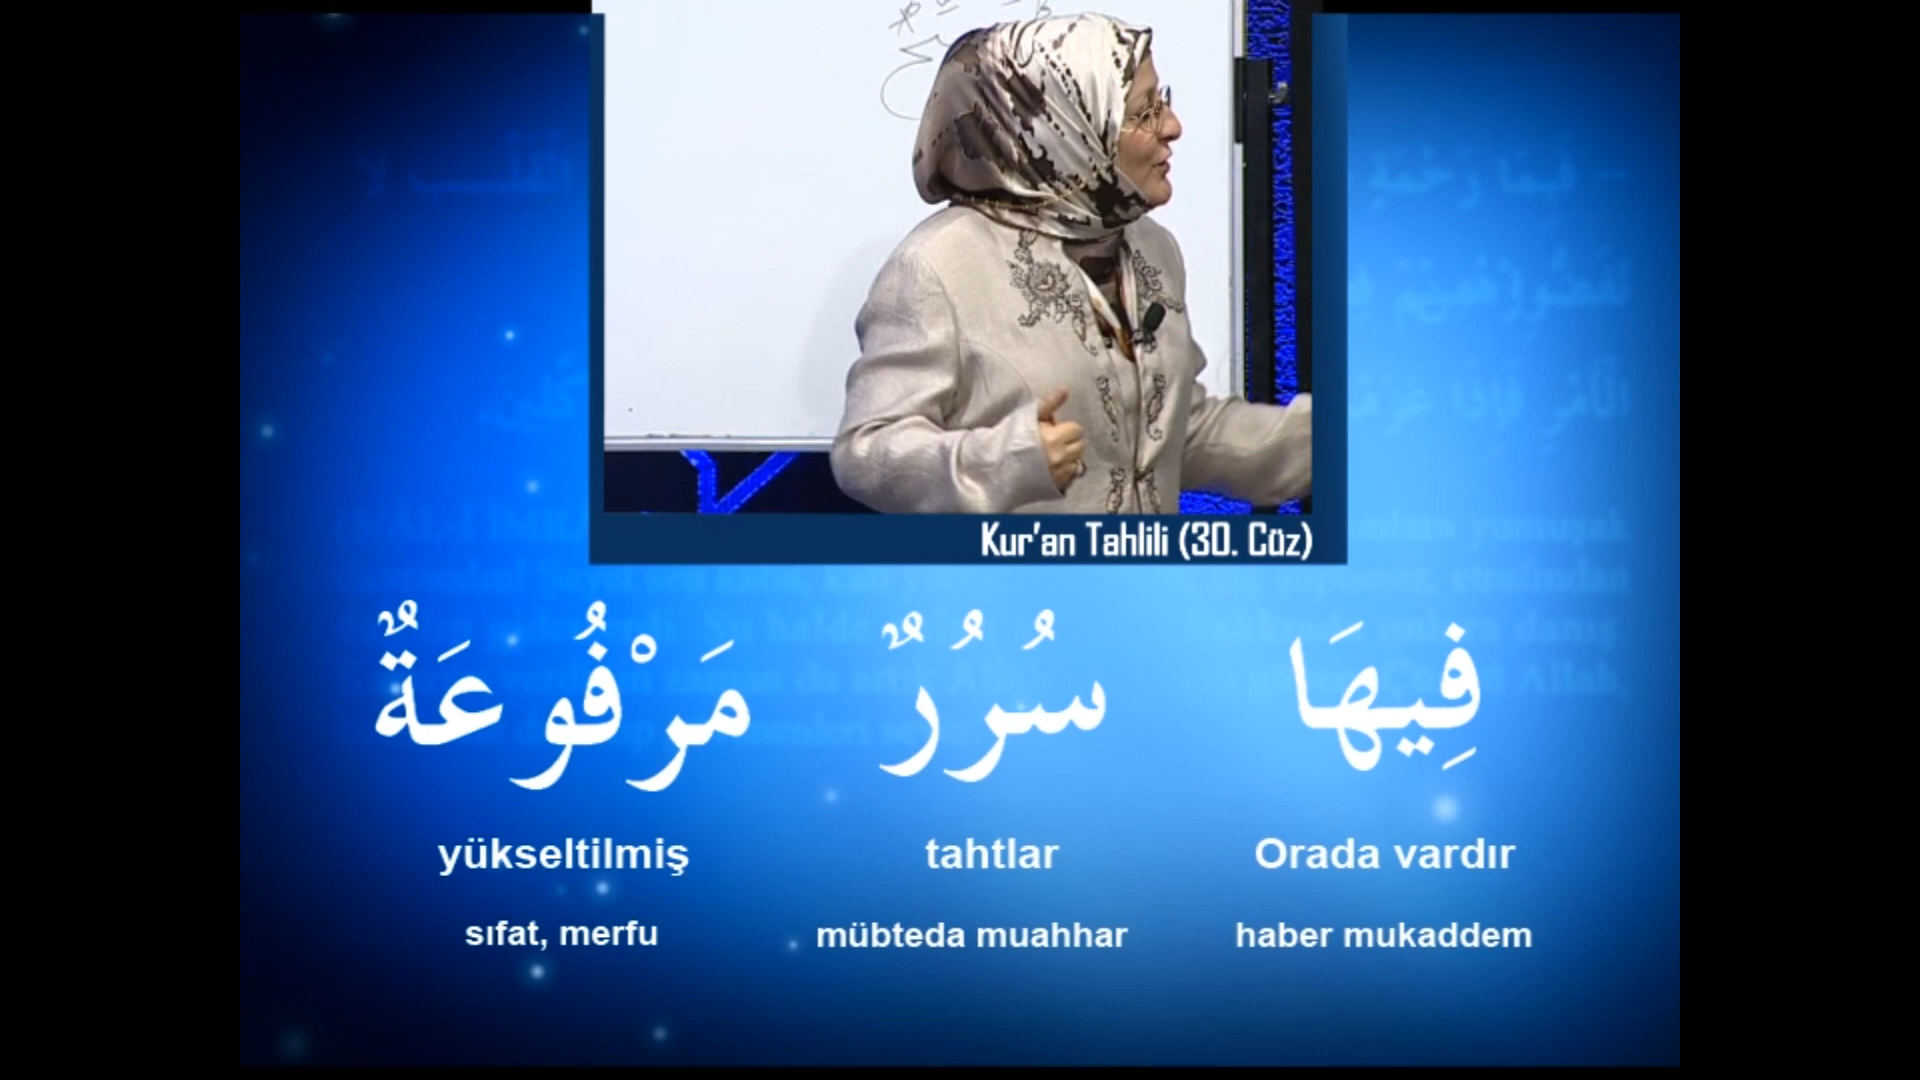 Kur'an Tahlili (30. Cüz)
فِيهَا سُرُرٌ مَرْفُوعَةٌ
yükseltilmiş tahtlar Orada vardır
sıfat, merfu mübteda muahhar haber mukaddem